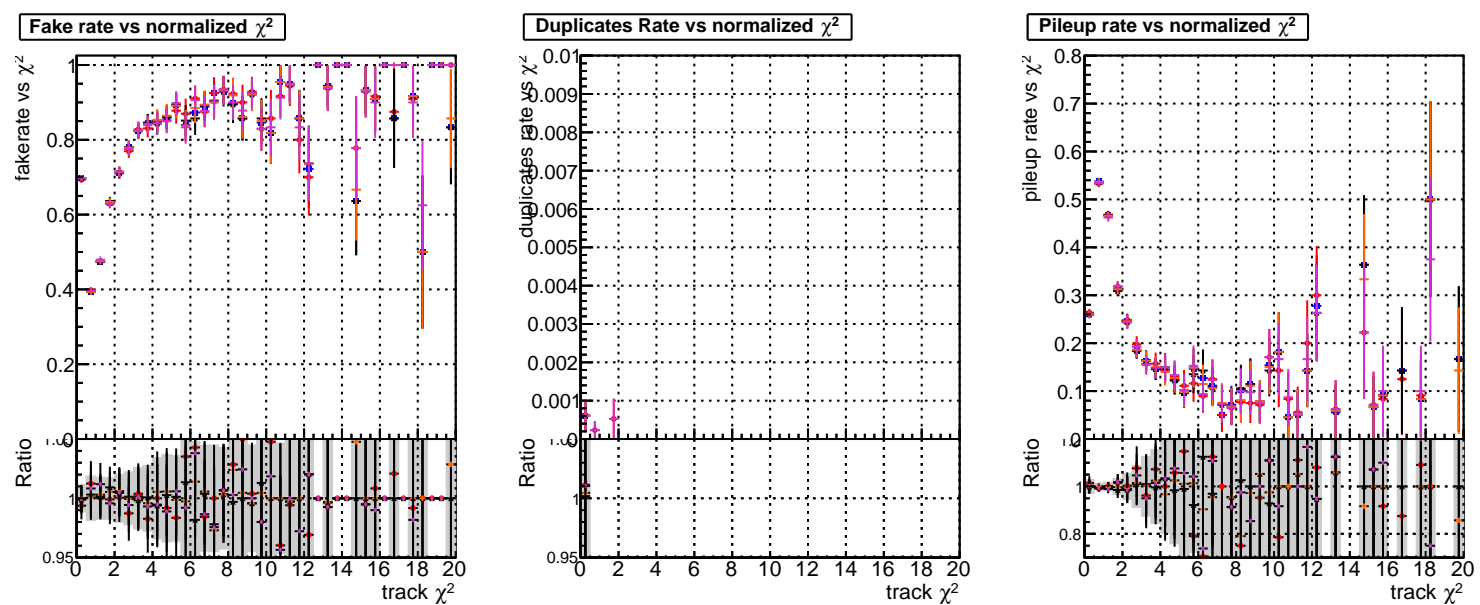 Fake rate vs normalized χ²
fakerate vs χ²
1
0.8
0.6
0.4
0.2
0
Ratio
1
0.95
0 2 4 6 8 10 12 14 16 18 20
track χ²
Duplicates Rate vs normalized χ²
duplicates rate vs χ²
0.01
0.009
0.008
0.007
0.006
0.005
0.004
0.003
0.002
0.001
0
Ratio
1
0.95
0 2 4 6 8 10 12 14 16 18 20
track χ²
Pileup rate vs normalized χ²
pileup rate vs χ²
0.8
0.7
0.6
0.5
0.4
0.3
0.2
0.1
0
Ratio
1
0.8
0 2 4 6 8 10 12 14 16 18 20
track χ²